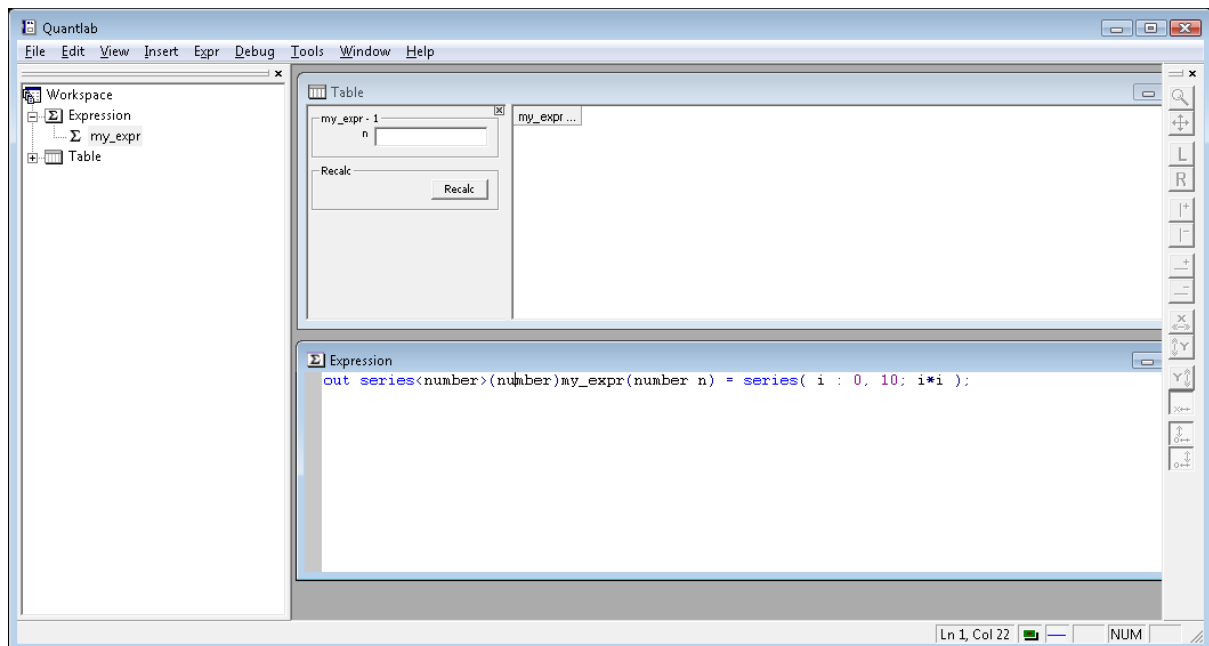 Quantlab
File Edit View Insert Expr Debug Tools Window Help
Workspace
Expression
my_expr
Table
Table
my_expr - 1
n
Recalc
Recalc
my_expr ...
L
R
Expression
out series<number>(number)my_expr(number n) = series( i : 0, 10; i*i );
Ln 1, Col 22 NUM